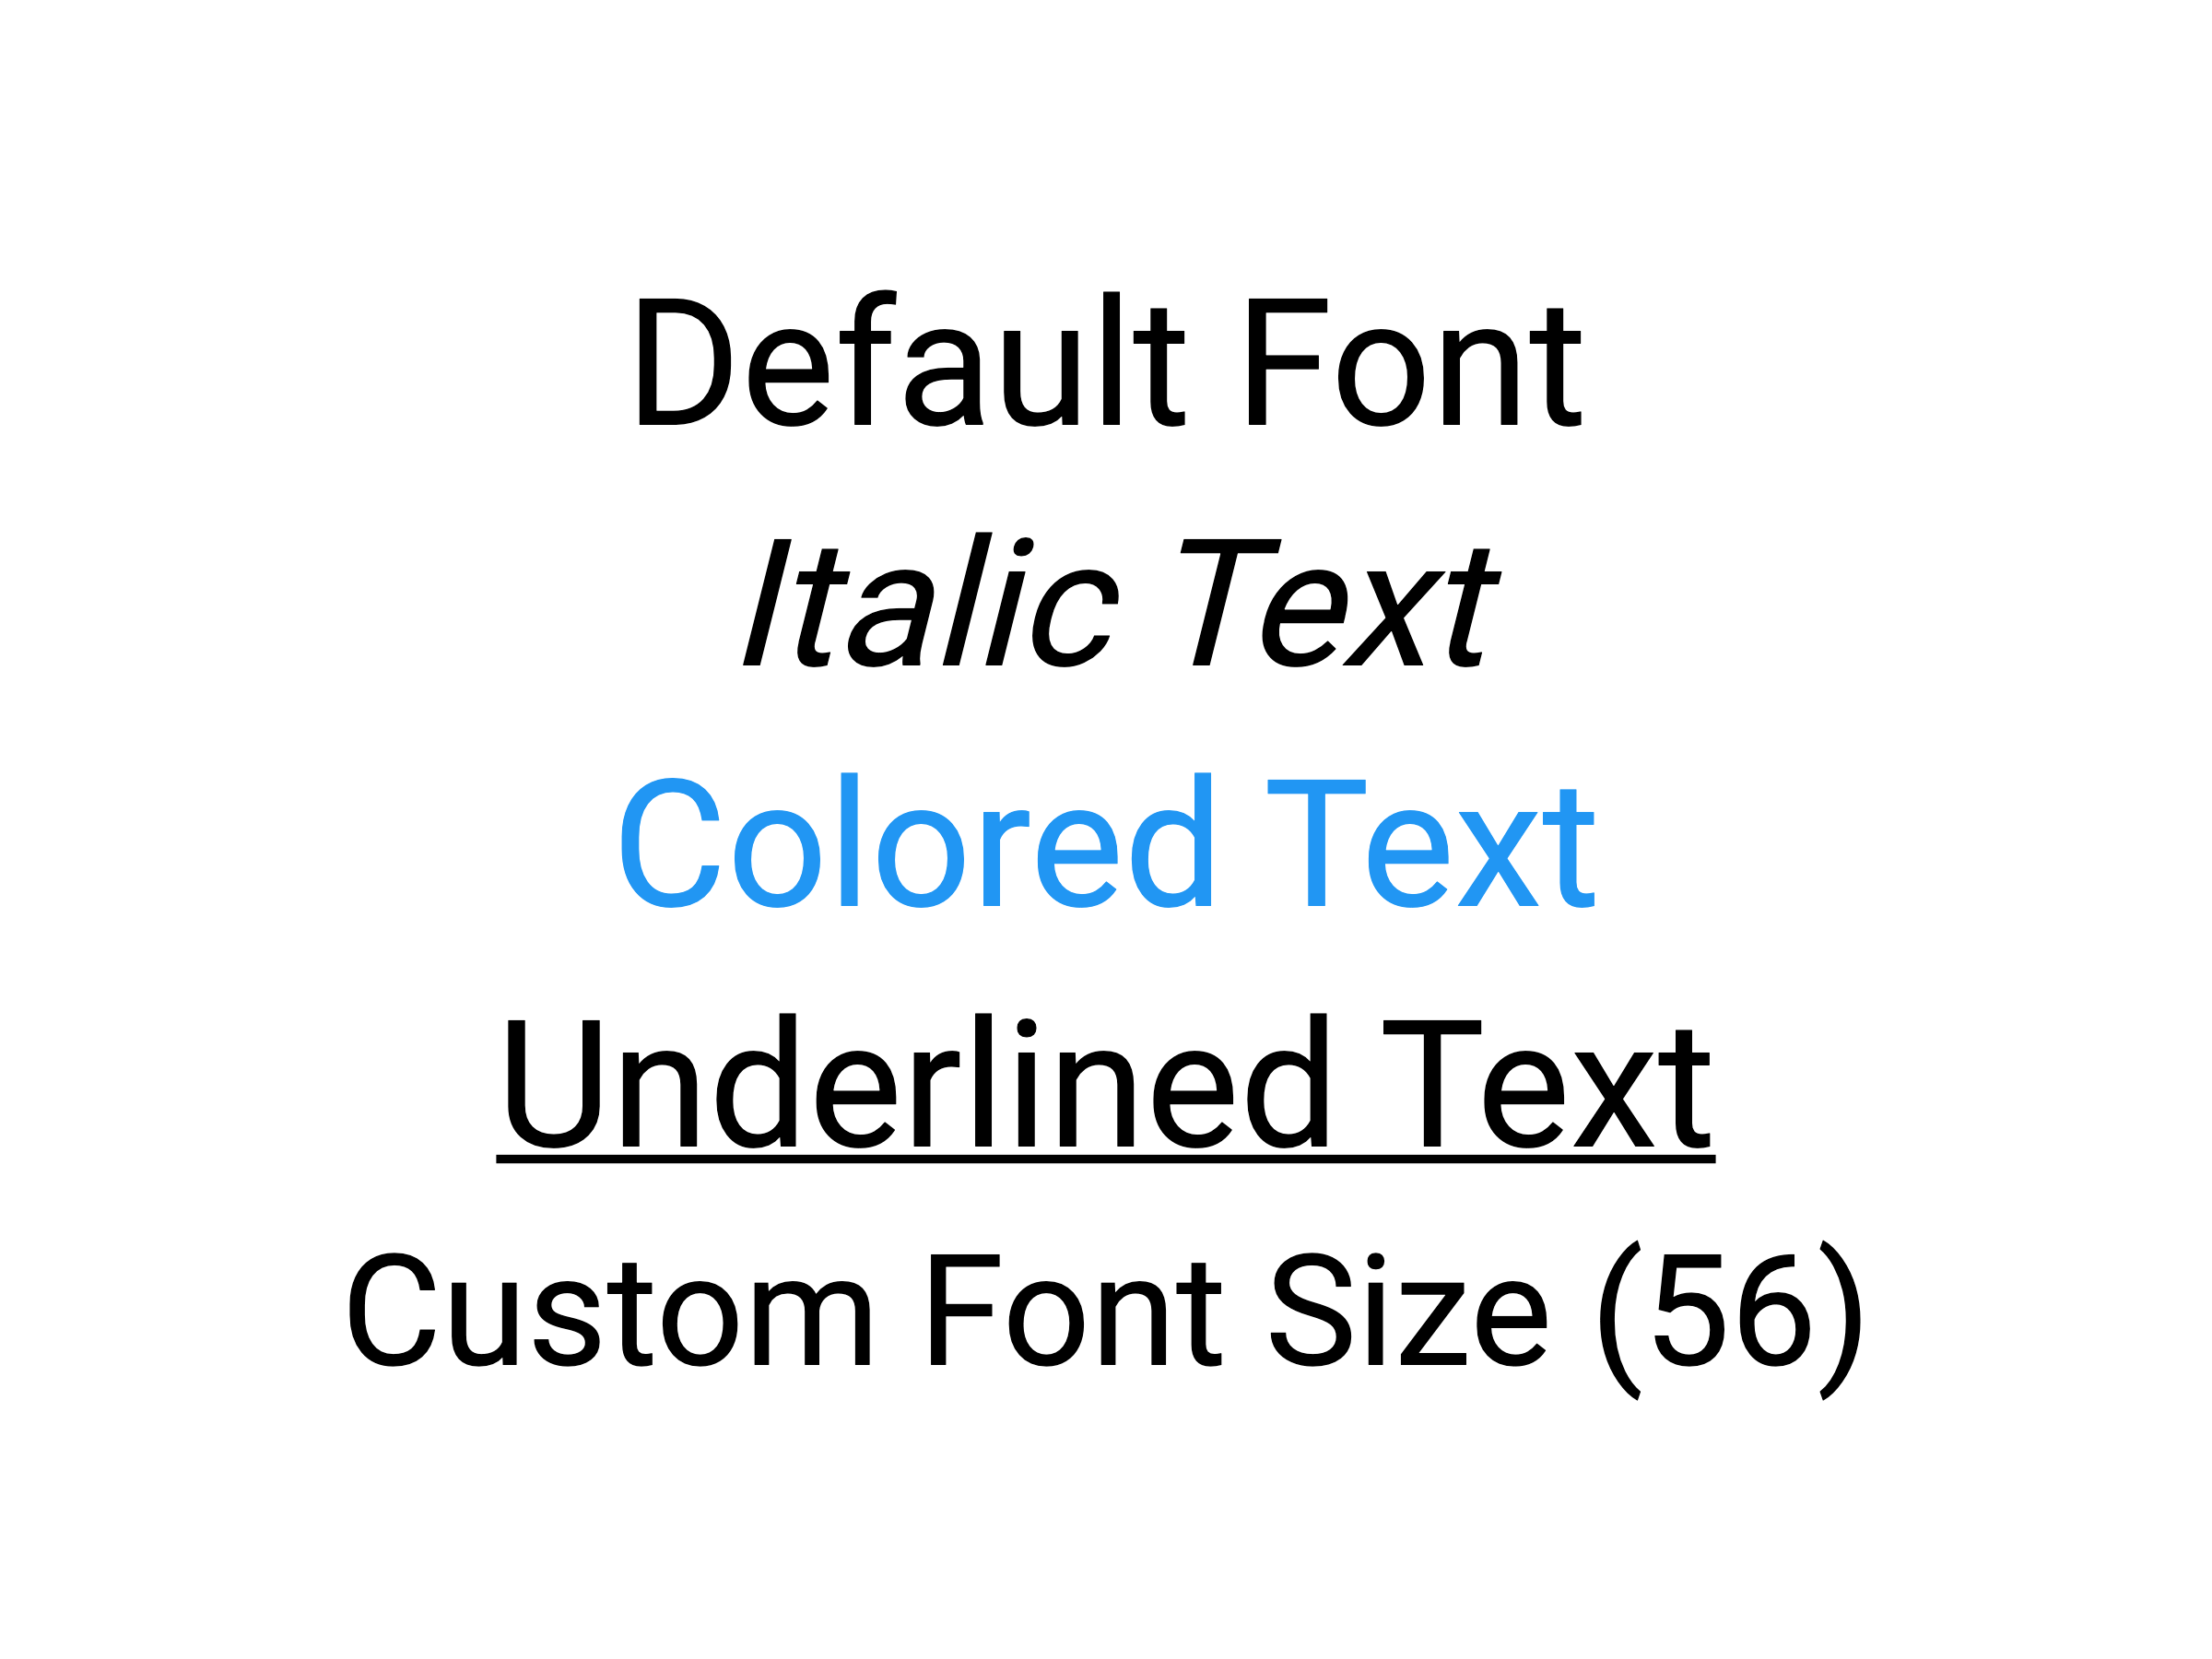 Default Font
Italic Text
Colored Text
Underlined Text
Custom Font Size (56)